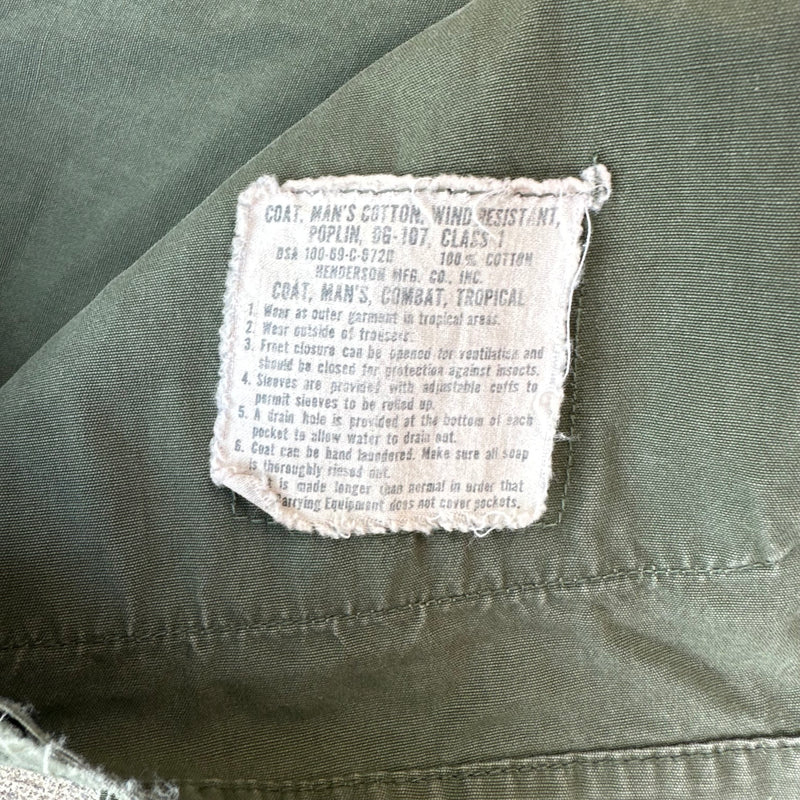 COAT, MAN'S COTTON, WIND RESISTANT,
POPLIN, OG-107, CLASS 1
DSA 100-69-C-0720 100% COTTON
HENDERSON MFG. CO., INC.
COAT, MAN'S, COMBAT, TROPICAL
1. Wear as outer garment in tropical areas.
2. Wear outside of trousers.
3. Front closure can be opened for ventilation and
should be closed for protection against insects.
4. Sleeves are provided with adjustable cuffs to
permit sleeves to be rolled up.
5. A drain hole is provided at the bottom of each
pocket to allow water to drain out.
6. Coat can be hand laundered. Make sure all soap
is thoroughly rinsed out.
is made longer than normal in order that
arrying Equipment does not cover pockets.